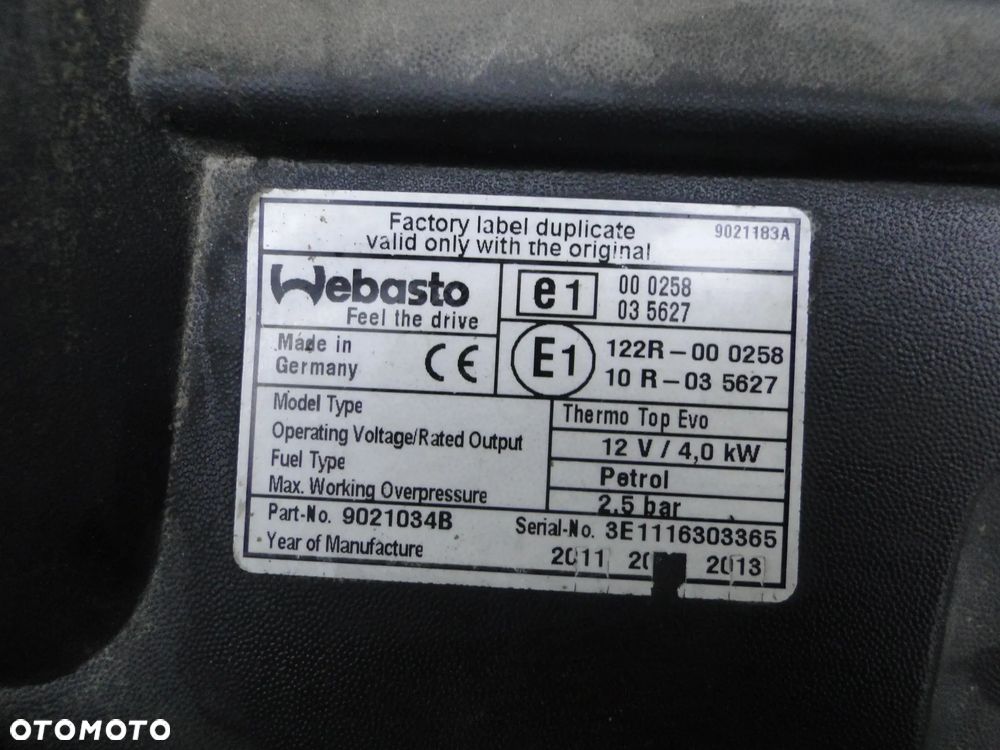 Factory label duplicate
valid only with the original
9021183A
Webasto
Feel the drive
e1
00 0258
03 5627
Made in
Germany
CE
E1
122R-00 0258
10 R-03 5627
Model Type
Thermo Top Evo
Operating Voltage/Rated Output
12 V / 4,0 kW
Fuel Type
Petrol
Max. Working Overpressure
2,5 bar
Part-No. 9021034B
Serial-No. 3E1116303365
Year of Manufacture
2011 2013
OTOMOTO